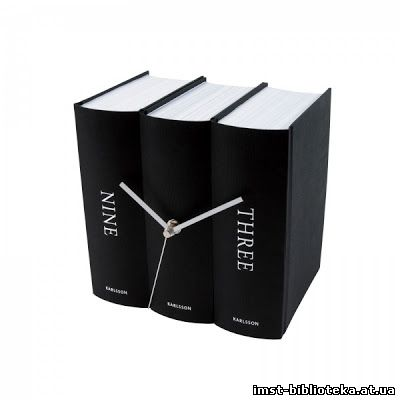 NINE
THREE
KARLSSON
KARLSSON
KARLSSON
imst-biblioteka.at.ua